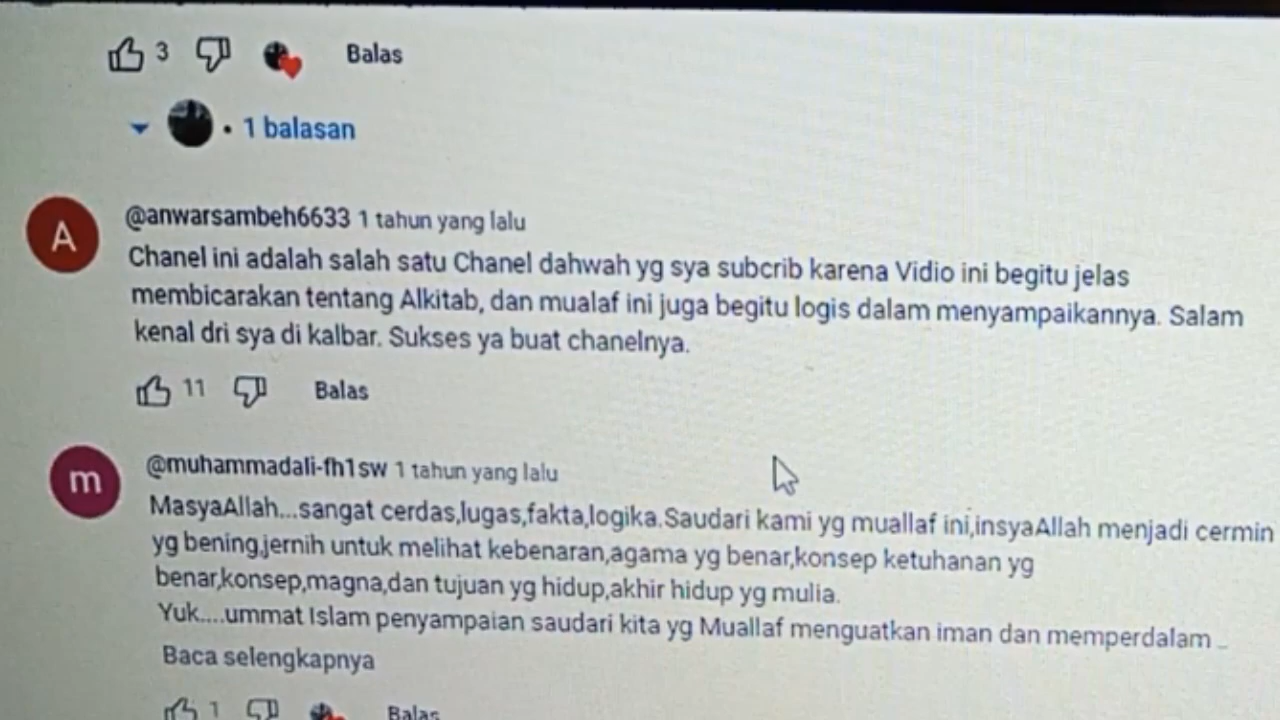 3 Balas
• 1 balasan
A
@anwarsambeh6633 1 tahun yang lalu
Chanel ini adalah salah satu Chanel dahwah yg sya subcrib karena Vidio ini begitu jelas
membicarakan tentang Alkitab, dan mualaf ini juga begitu logis dalam menyampaikannya. Salam
kenal dri sya di kalbar. Sukses ya buat chanelnya.
11 Balas
m
@muhammadali-fh1sw 1 tahun yang lalu
MasyaAllah...sangat cerdas,lugas,fakta,logika.Saudari kami yg muallaf ini,insyaAllah menjadi cermin
yg bening,jernih untuk melihat kebenaran,agama yg benar,konsep ketuhanan yg
benar,konsep,magna,dan tujuan yg hidup,akhir hidup yg mulia.
Yuk....ummat Islam penyampaian saudari kita yg Muallaf menguatkan iman dan memperdalam ...
Baca selengkapnya
1 Balas